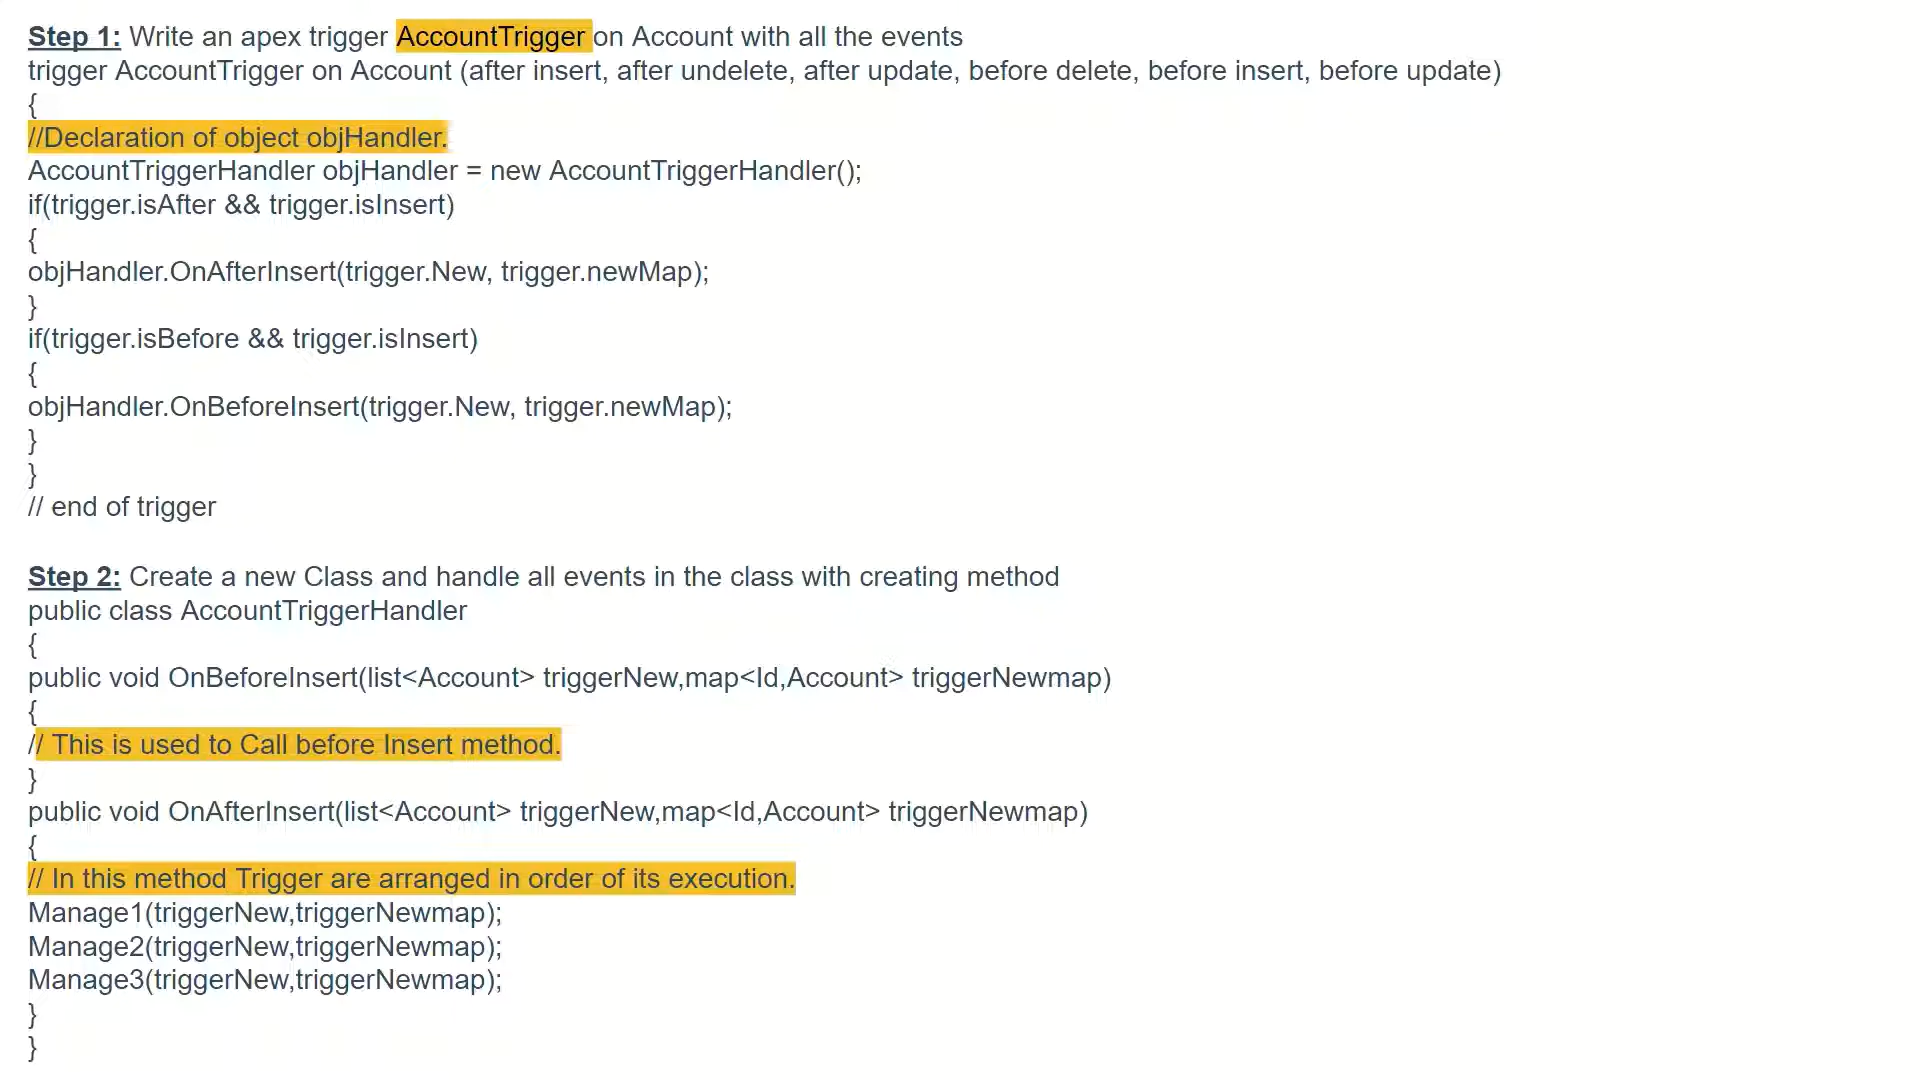 Step 1: Write an apex trigger AccountTrigger on Account with all the events
trigger AccountTrigger on Account (after insert, after undelete, after update, before delete, before insert, before update)
{
//Declaration of object objHandler.
AccountTriggerHandler objHandler = new AccountTriggerHandler();
if(trigger.isAfter && trigger.isInsert)
{
objHandler.OnAfterInsert(trigger.New, trigger.newMap);
}
if(trigger.isBefore && trigger.isInsert)
{
objHandler.OnBeforeInsert(trigger.New, trigger.newMap);
}
}
// end of trigger
Step 2: Create a new Class and handle all events in the class with creating method
public class AccountTriggerHandler
{
public void OnBeforeInsert(list<Account> triggerNew,map<Id,Account> triggerNewmap)
{
// This is used to Call before Insert method.
}
public void OnAfterInsert(list<Account> triggerNew,map<Id,Account> triggerNewmap)
{
// In this method Trigger are arranged in order of its execution.
Manage1(triggerNew,triggerNewmap);
Manage2(triggerNew,triggerNewmap);
Manage3(triggerNew,triggerNewmap);
}
}